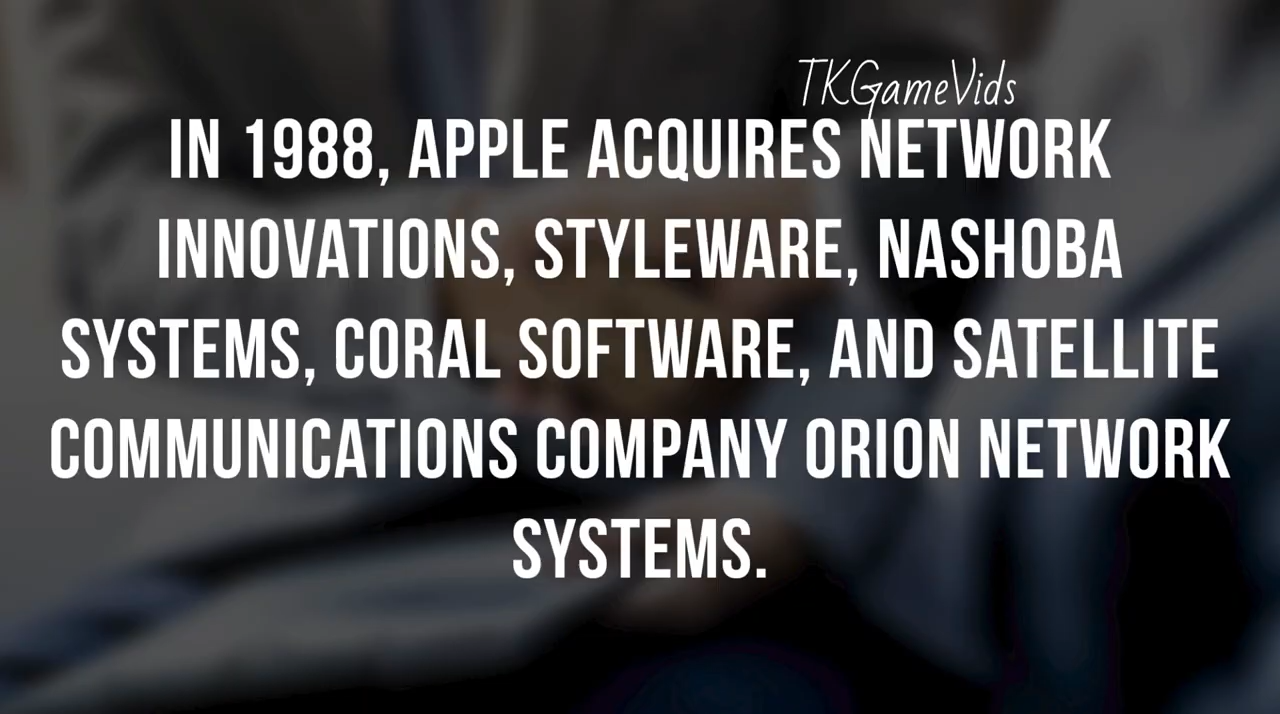 TKGameVids
IN 1988, APPLE ACQUIRES NETWORK
INNOVATIONS, STYLEWARE, NASHOBA
SYSTEMS, CORAL SOFTWARE, AND SATELLITE
COMMUNICATIONS COMPANY ORION NETWORK
SYSTEMS.